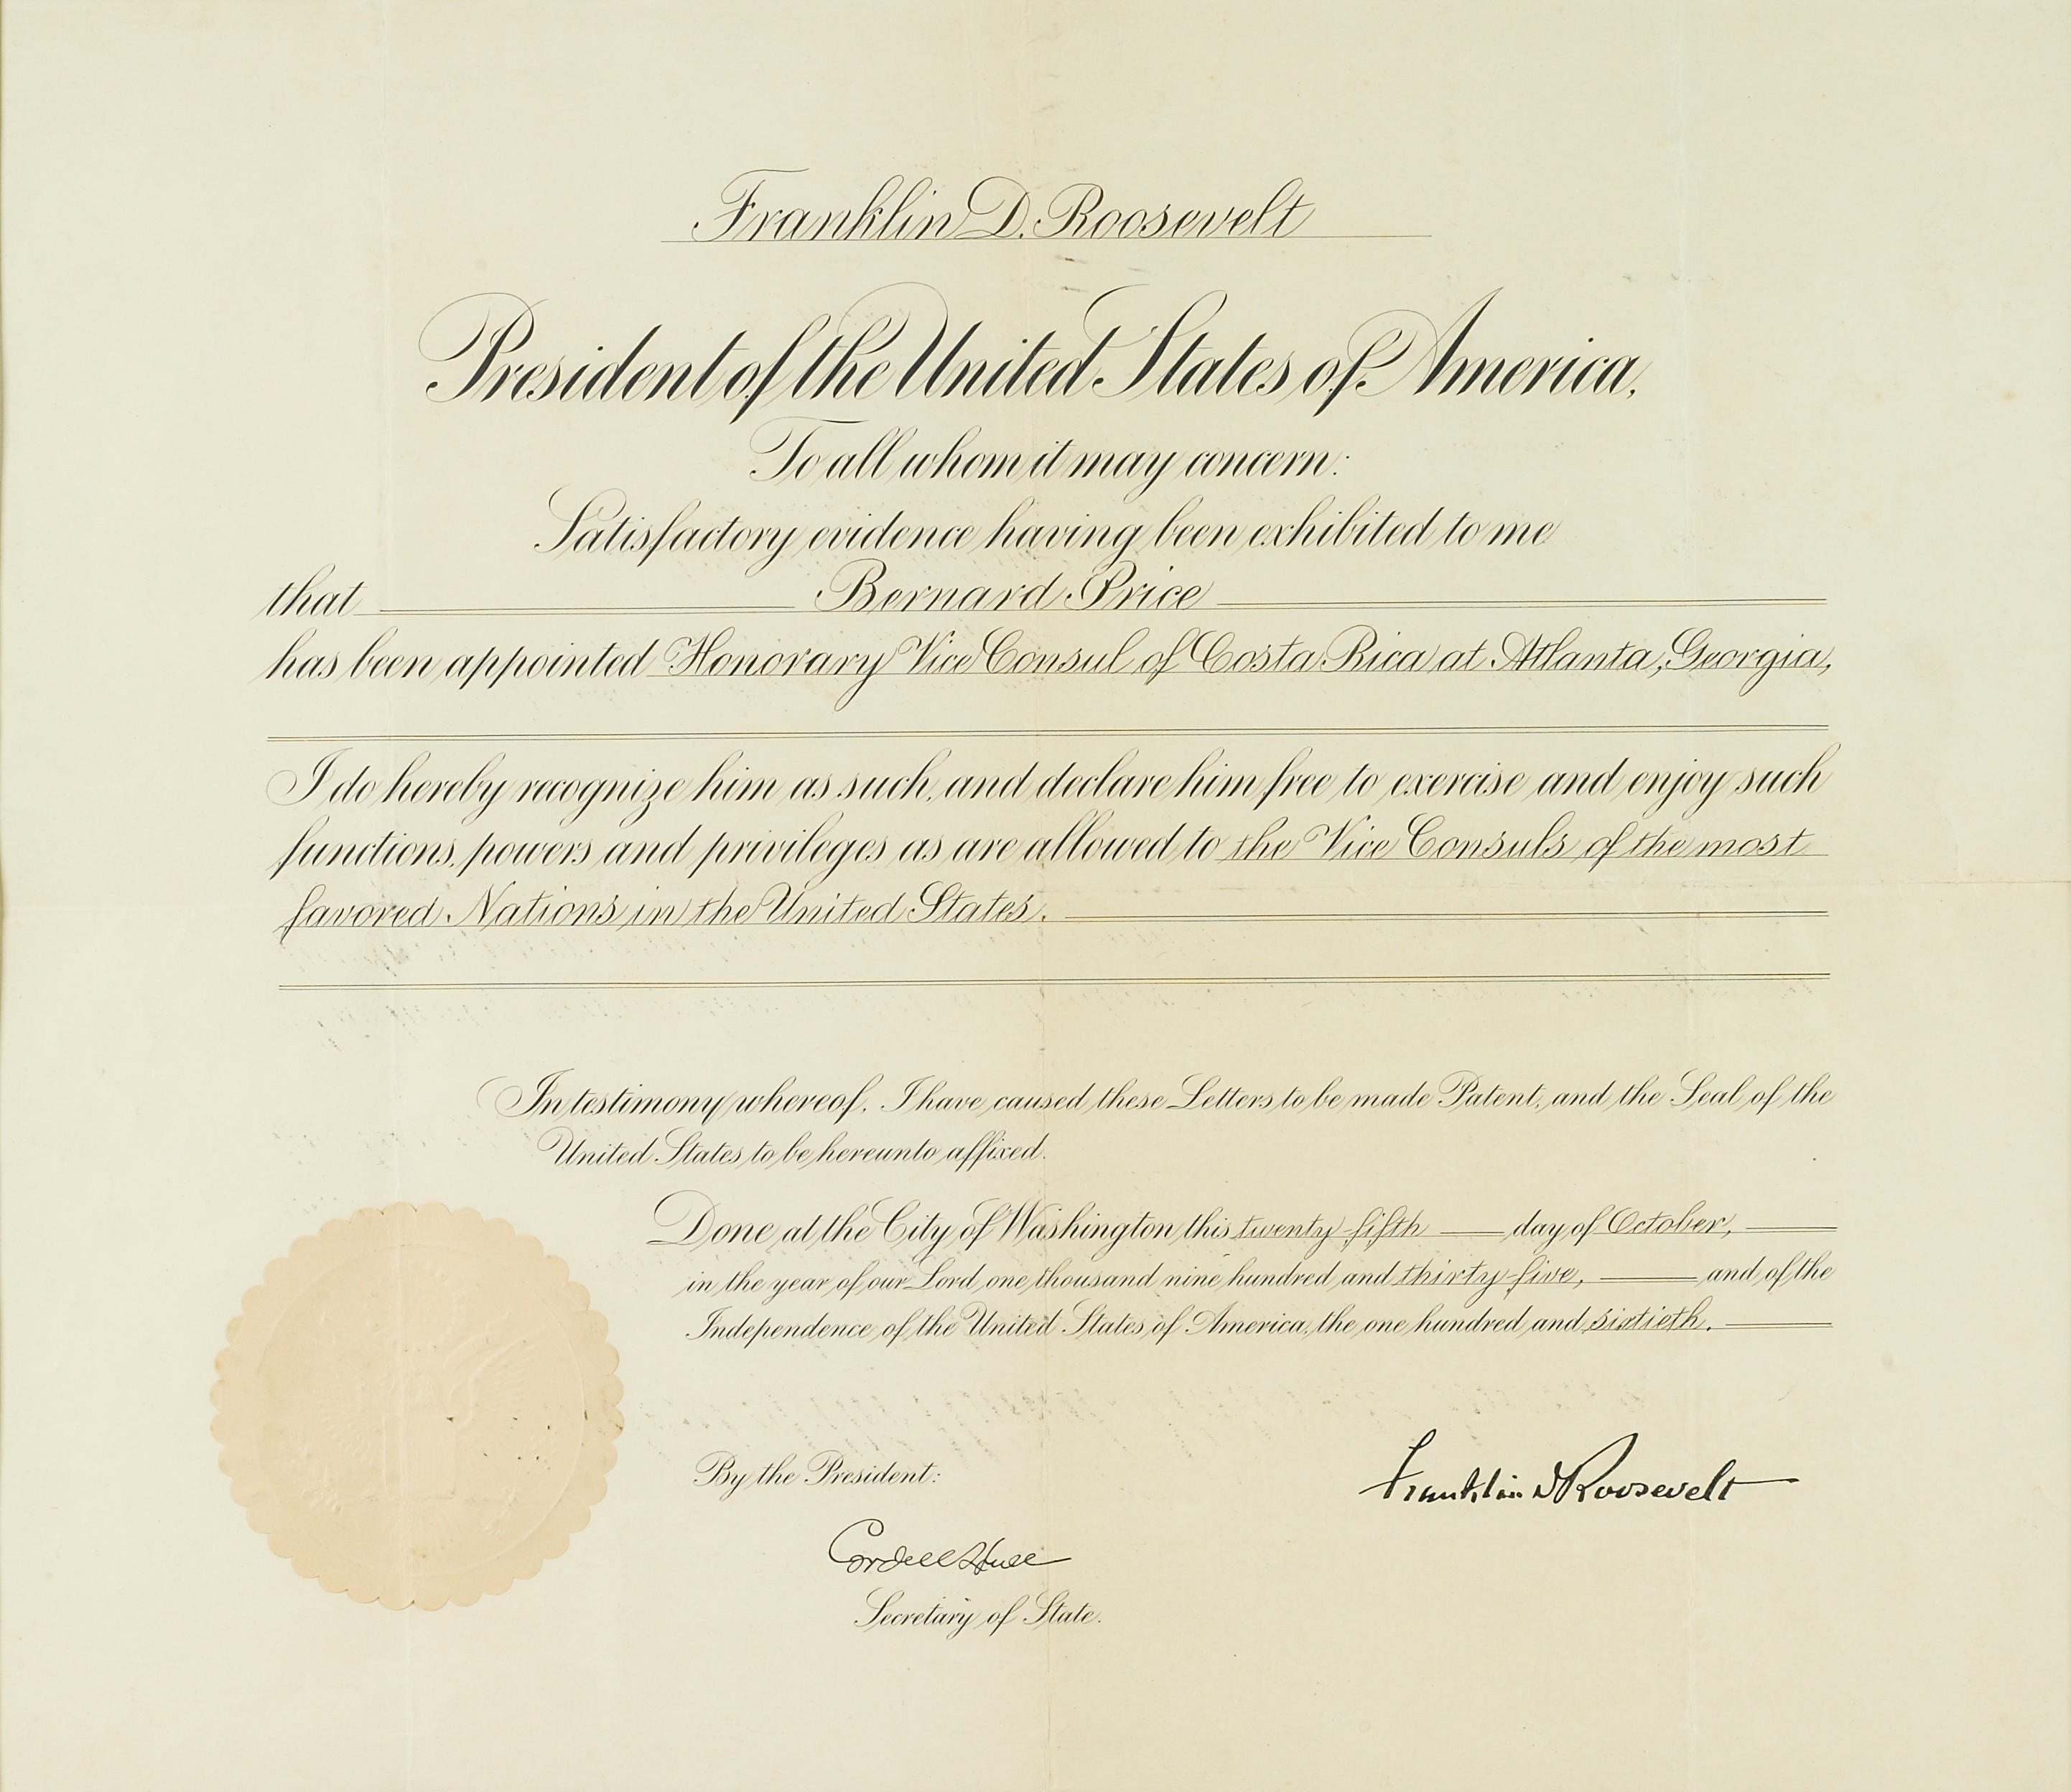 Franklin D. Roosevelt
President of the United States of America,
To all whom it may concern:
Satisfactory evidence having been exhibited to me
that Bernard Price
has been appointed Honorary Vice Consul of Costa Rica at Atlanta, Georgia,
I do hereby recognize him as such, and declare him free to exercise and enjoy such
functions, powers and privileges as are allowed to the Vice Consuls of the most
favored Nations in the United States.
In testimony whereof, I have caused these Letters to be made Patent, and the Seal of the
United States to be hereunto affixed.
Done at the City of Washington this twenty-fifth day of October,
in the year of our Lord one thousand nine hundred and thirty-five, and of the
Independence of the United States of America, the one hundred and sixtieth.
Franklin D Roosevelt
By the President:
Cordell Hull
Secretary of State.